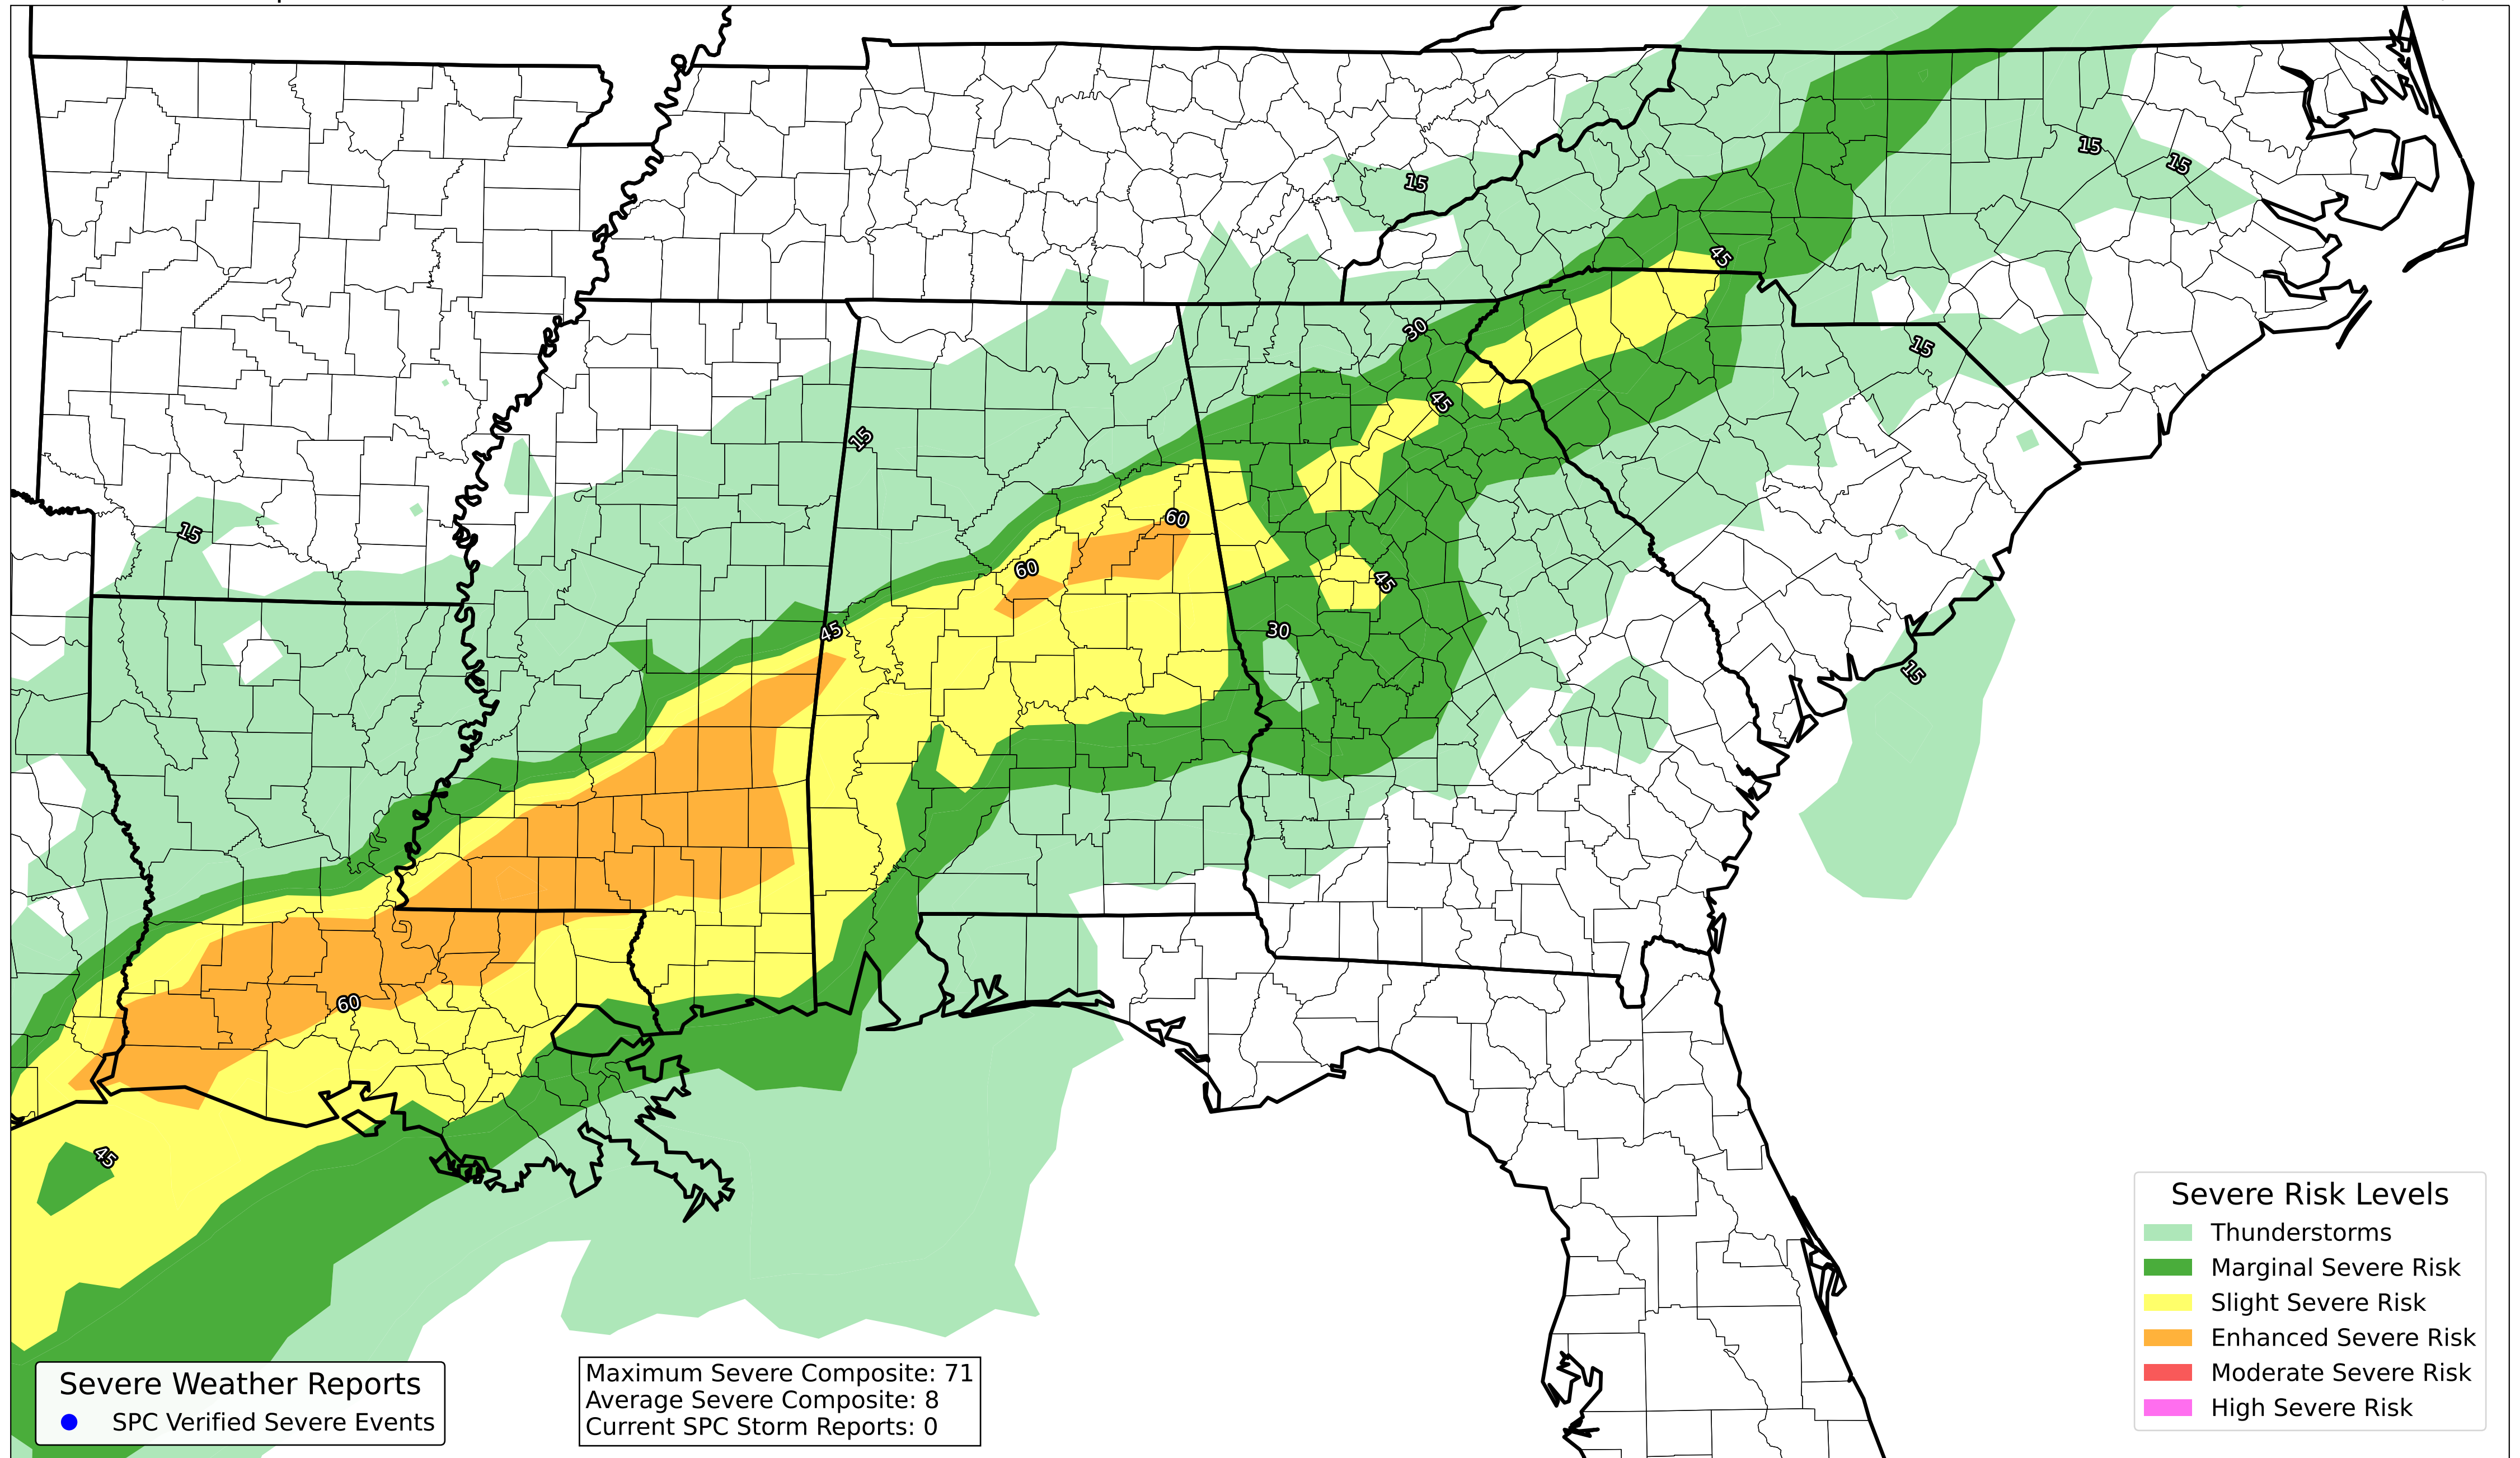 15
15
15
45
30
15
45
15
60
15
60
45
45
30
15
60
45
Severe Risk Levels
Thunderstorms
Marginal Severe Risk
Slight Severe Risk
Enhanced Severe Risk
Moderate Severe Risk
High Severe Risk
Severe Weather Reports
SPC Verified Severe Events
Maximum Severe Composite: 71
Average Severe Composite: 8
Current SPC Storm Reports: 0